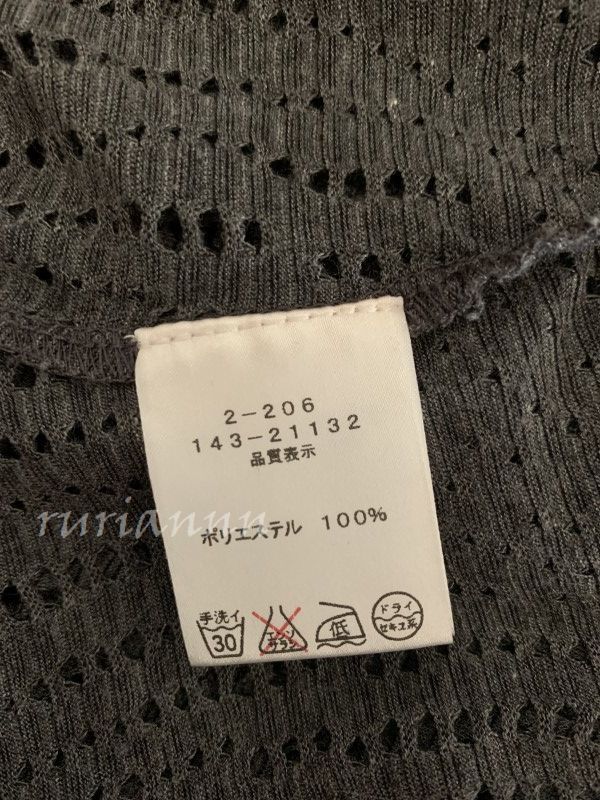 2-206
143-21132
品質表示
ruriannn
ポリエステル 100%
手洗イ
30
エンソ
サラシ
低
ドライ
セキユ系